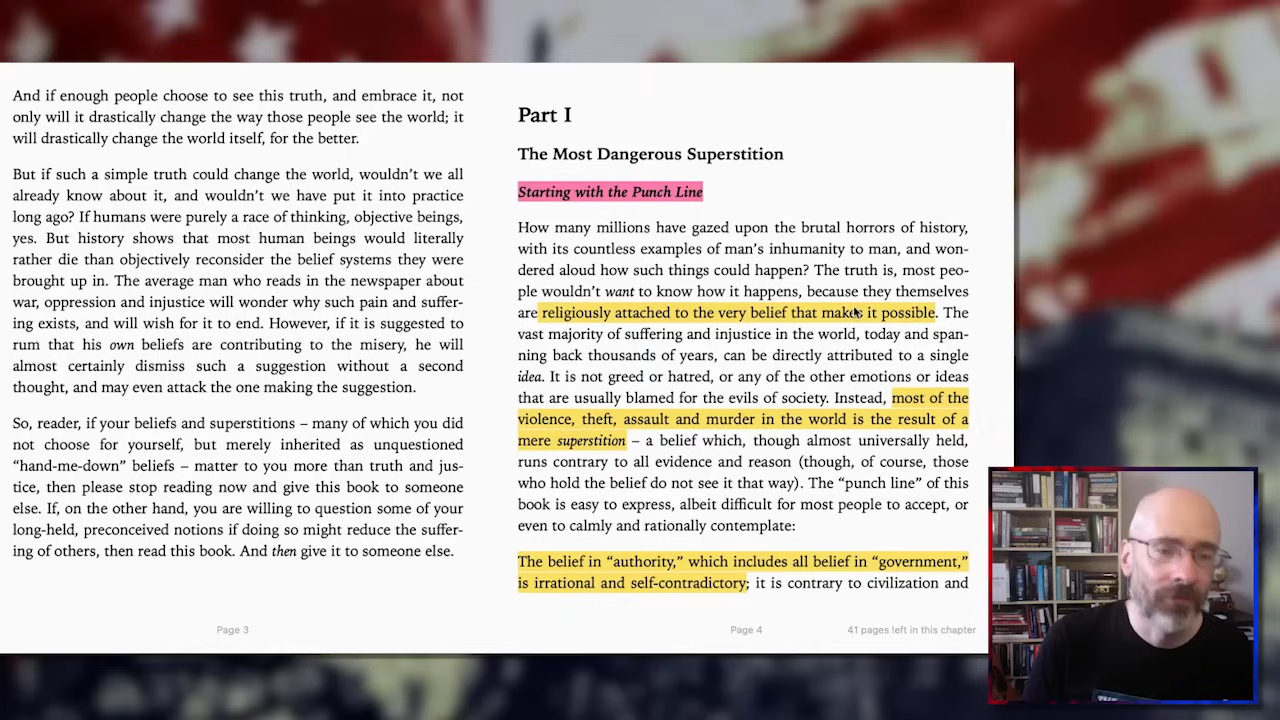 And if enough people choose to see this truth, and embrace it, not
only will it drastically change the way those people see the world; it
will drastically change the world itself, for the better.
But if such a simple truth could change the world, wouldn't we all
already know about it, and wouldn't we have put it into practice
long ago? If humans were purely a race of thinking, objective beings,
yes. But history shows that most human beings would literally
rather die than objectively reconsider the belief systems they were
brought up in. The average man who reads in the newspaper about
war, oppression and injustice will wonder why such pain and suffer-
ing exists, and will wish for it to end. However, if it is suggested to
rum that his own beliefs are contributing to the misery, he will
almost certainly dismiss such a suggestion without a second
thought, and may even attack the one making the suggestion.
So, reader, if your beliefs and superstitions – many of which you did
not choose for yourself, but merely inherited as unquestioned
"hand-me-down" beliefs – matter to you more than truth and jus-
tice, then please stop reading now and give this book to someone
else. If, on the other hand, you are willing to question some of your
long-held, preconceived notions if doing so might reduce the suffer-
ing of others, then read this book. And then give it to someone else.
Page 3
Part I
The Most Dangerous Superstition
Starting with the Punch Line
How many millions have gazed upon the brutal horrors of history,
with its countless examples of man's inhumanity to man, and won-
dered aloud how such things could happen? The truth is, most peo-
ple wouldn't want to know how it happens, because they themselves
are religiously attached to the very belief that makes it possible. The
vast majority of suffering and injustice in the world, today and span-
ning back thousands of years, can be directly attributed to a single
idea. It is not greed or hatred, or any of the other emotions or ideas
that are usually blamed for the evils of society. Instead, most of the
violence, theft, assault and murder in the world is the result of a
mere superstition – a belief which, though almost universally held,
runs contrary to all evidence and reason (though, of course, those
who hold the belief do not see it that way). The "punch line" of this
book is easy to express, albeit difficult for most people to accept, or
even to calmly and rationally contemplate:
The belief in "authority," which includes all belief in "government,"
is irrational and self-contradictory; it is contrary to civilization and
Page 4
41 pages left in this chapter